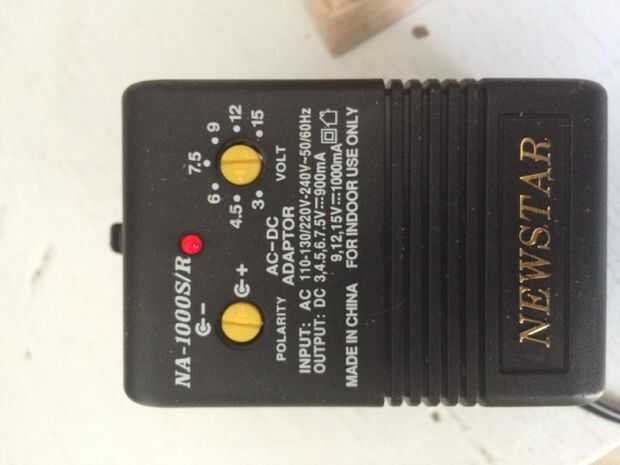 NA-1000S/R
6 7.5 9 12
4.5 3 15
POLARITY
VOLT
AC-DC
ADAPTOR
INPUT: AC 110-130/220V-240V~50/60Hz
OUTPUT: DC 3,4.5,6,7.5V⎓900mA
9,12,15V⎓1000mA
MADE IN CHINA FOR INDOOR USE ONLY
NEWSTAR